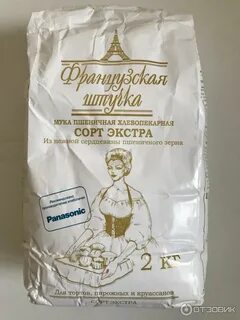 Французская
штучка
МУКА ПШЕНИЧНАЯ ХЛЕБОПЕКАРНАЯ
СОРТ ЭКСТРА
Из нежной сердцевины пшеничного зерна
Panasonic
2 КГ
Для тортов, пирожных и круассанов
СОРТ ЭКСТРА
ОТЗОВИК